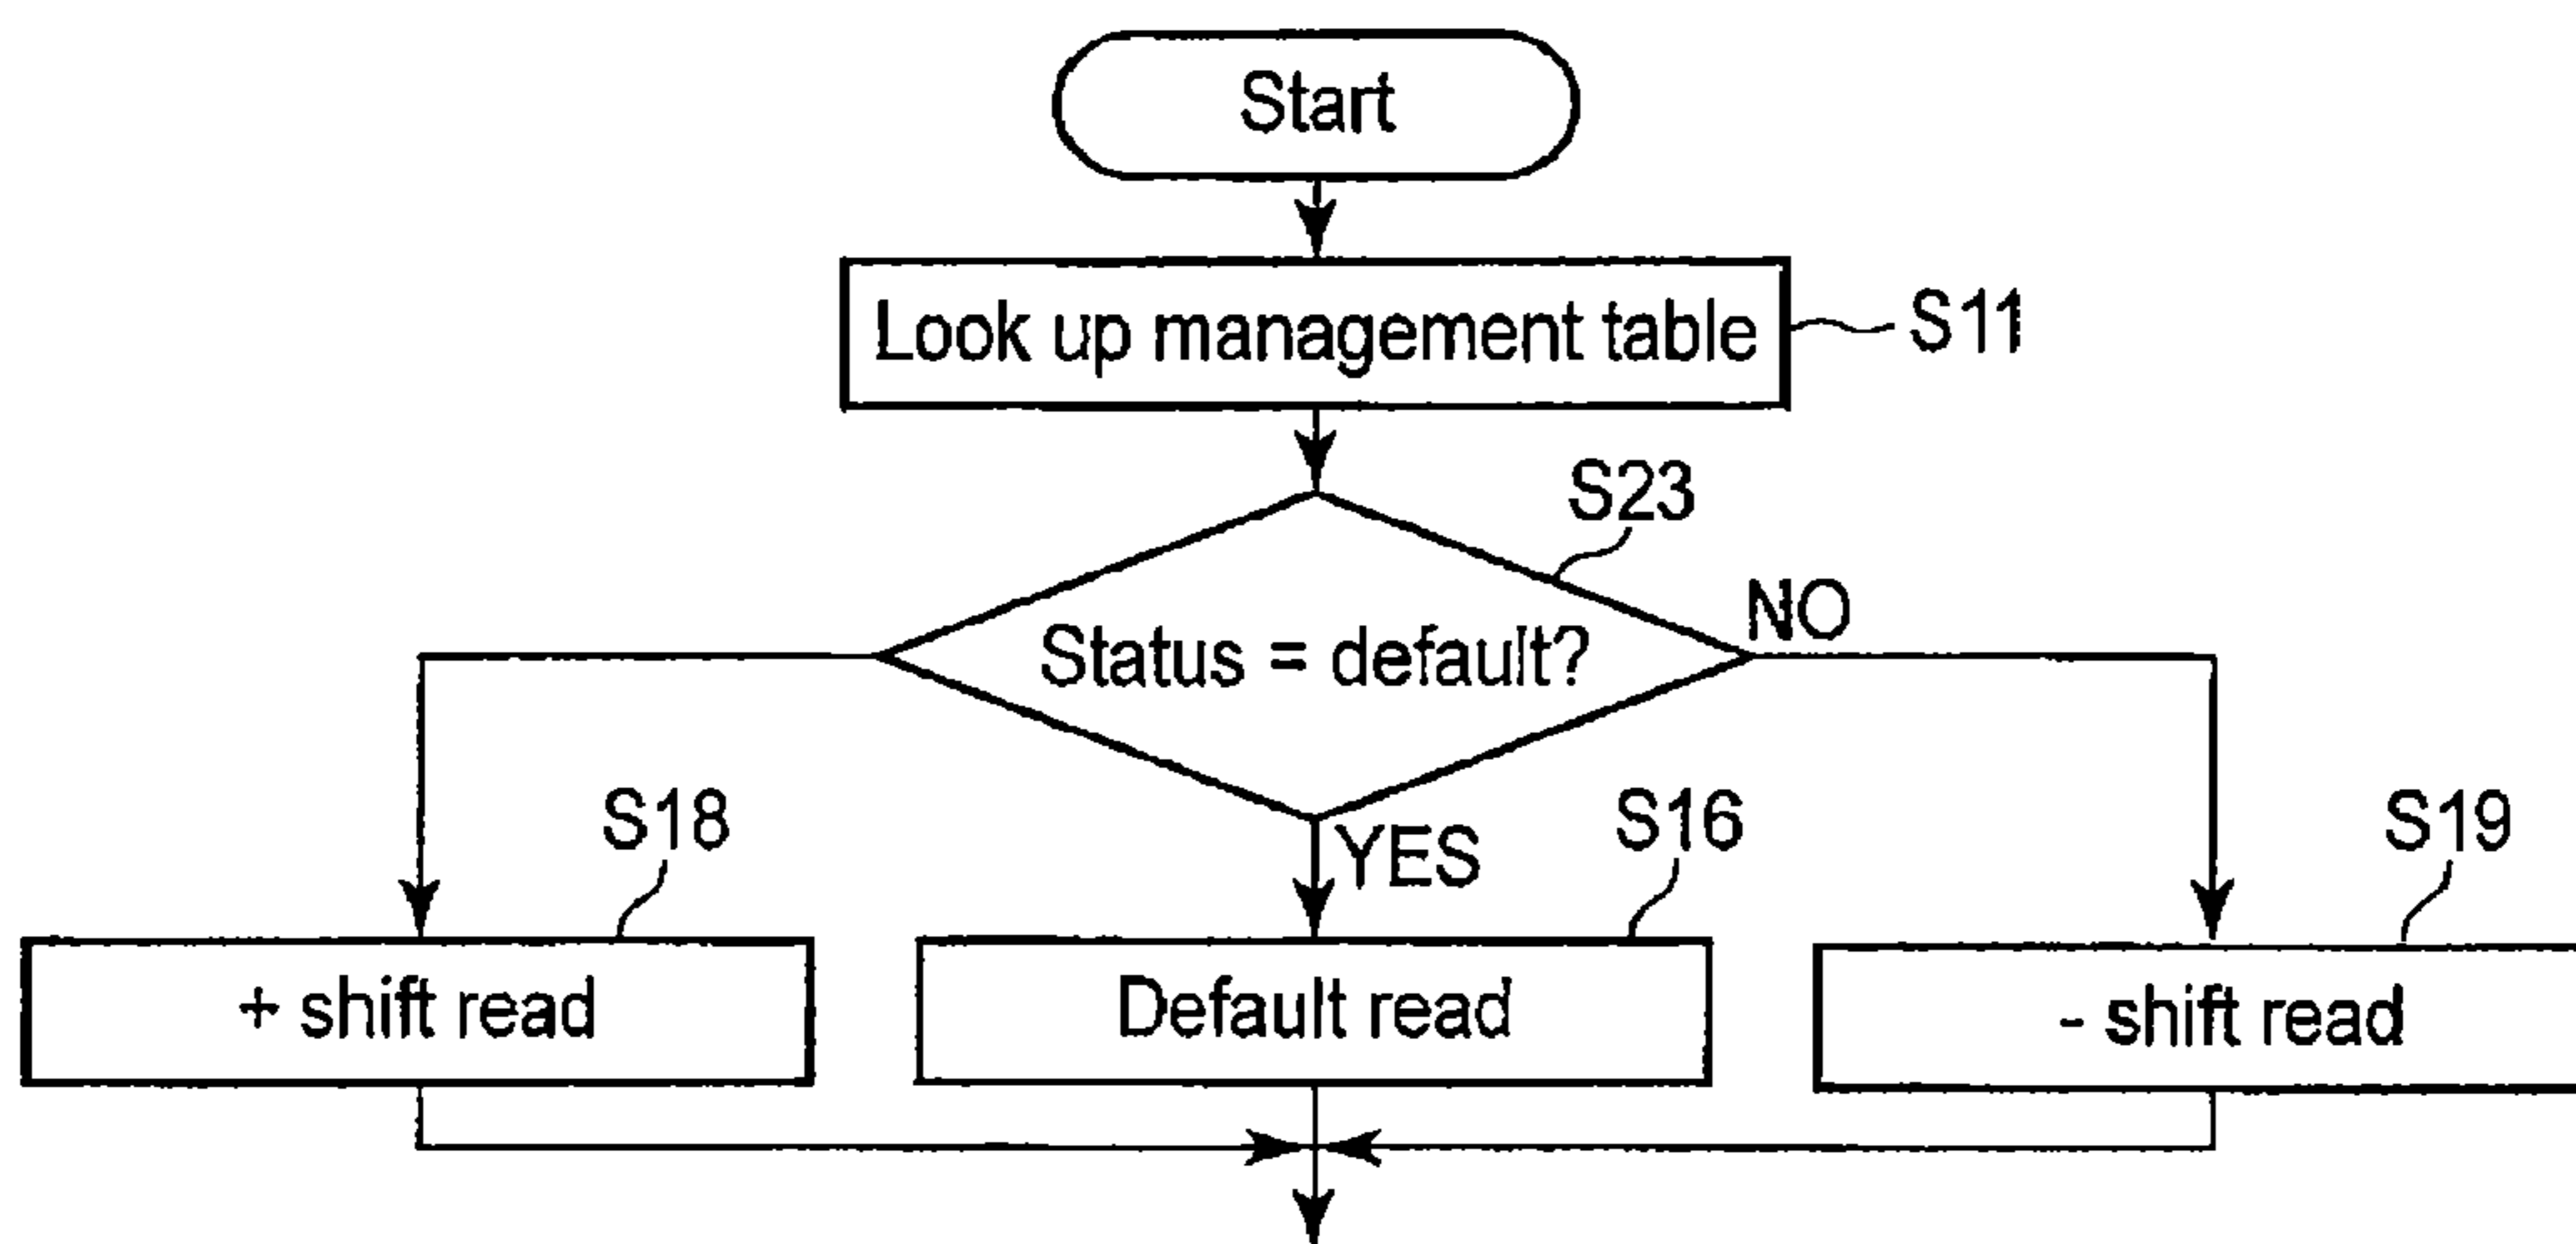 Start
Look up management table
S11
S23
Status = default?
NO
YES
S18
S16
S19
+ shift read
Default read
- shift read